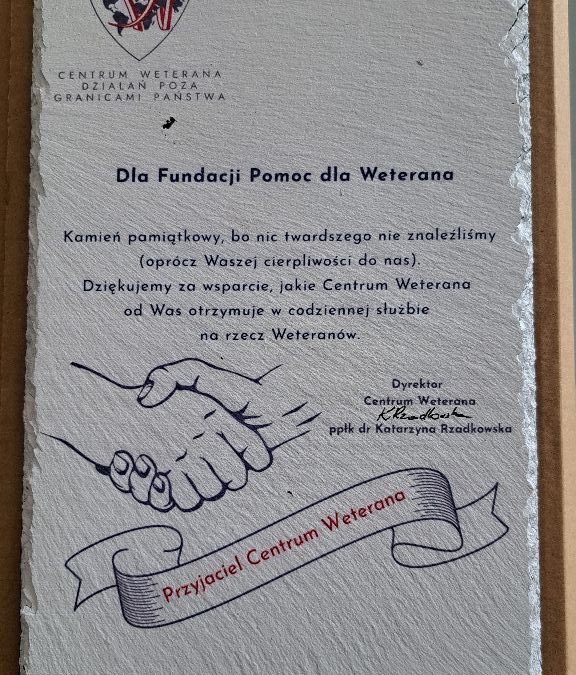 CENTRUM WETERANA
DZIAŁAŃ POZA
GRANICAMI PAŃSTWA
Dla Fundacji Pomoc dla Weterana
Kamień pamiątkowy, bo nic twardszego nie znaleźliśmy
(oprócz Waszej cierpliwości do nas).
Dziękujemy za wsparcie, jakie Centrum Weterana
od Was otrzymuje w codziennej służbie
na rzecz Weteranów.
Dyrektor
Centrum Weterana
KRzadkowska
ppłk dr Katarzyna Rzadkowska
Przyjaciel Centrum Weterana